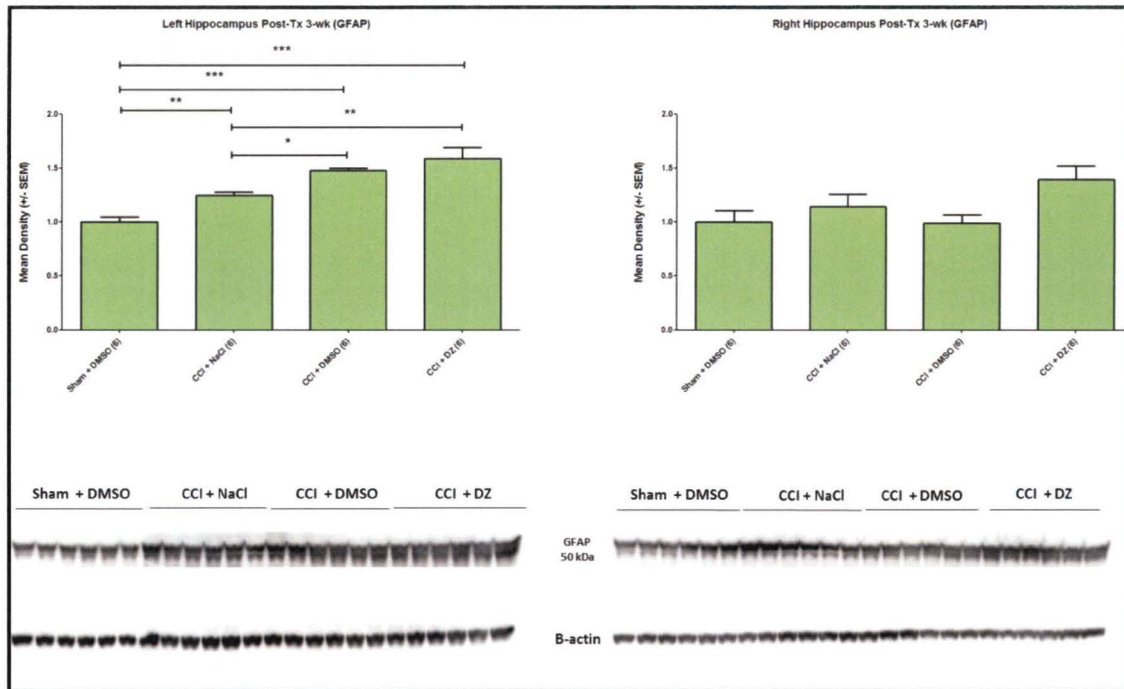 Left Hippocampus Post-Tx 3-wk (GFAP)
***
***
**
**
*
2.0
1.5
1.0
0.5
0.0
Mean Density (+/- SEM)
Sham + DMSO (6)
CCI + NaCl (6)
CCI + DMSO (6)
CCI + DZ (6)
Right Hippocampus Post-Tx 3-wk (GFAP)
2.0
1.5
1.0
0.5
0.0
Mean Density (+/- SEM)
Sham + DMSO (6)
CCI + NaCl (6)
CCI + DMSO (6)
CCI + DZ (6)
Sham + DMSO
CCI + NaCl
CCI + DMSO
CCI + DZ
Sham + DMSO
CCI + NaCl
CCI + DMSO
CCI + DZ
GFAP
50 kDa
B-actin